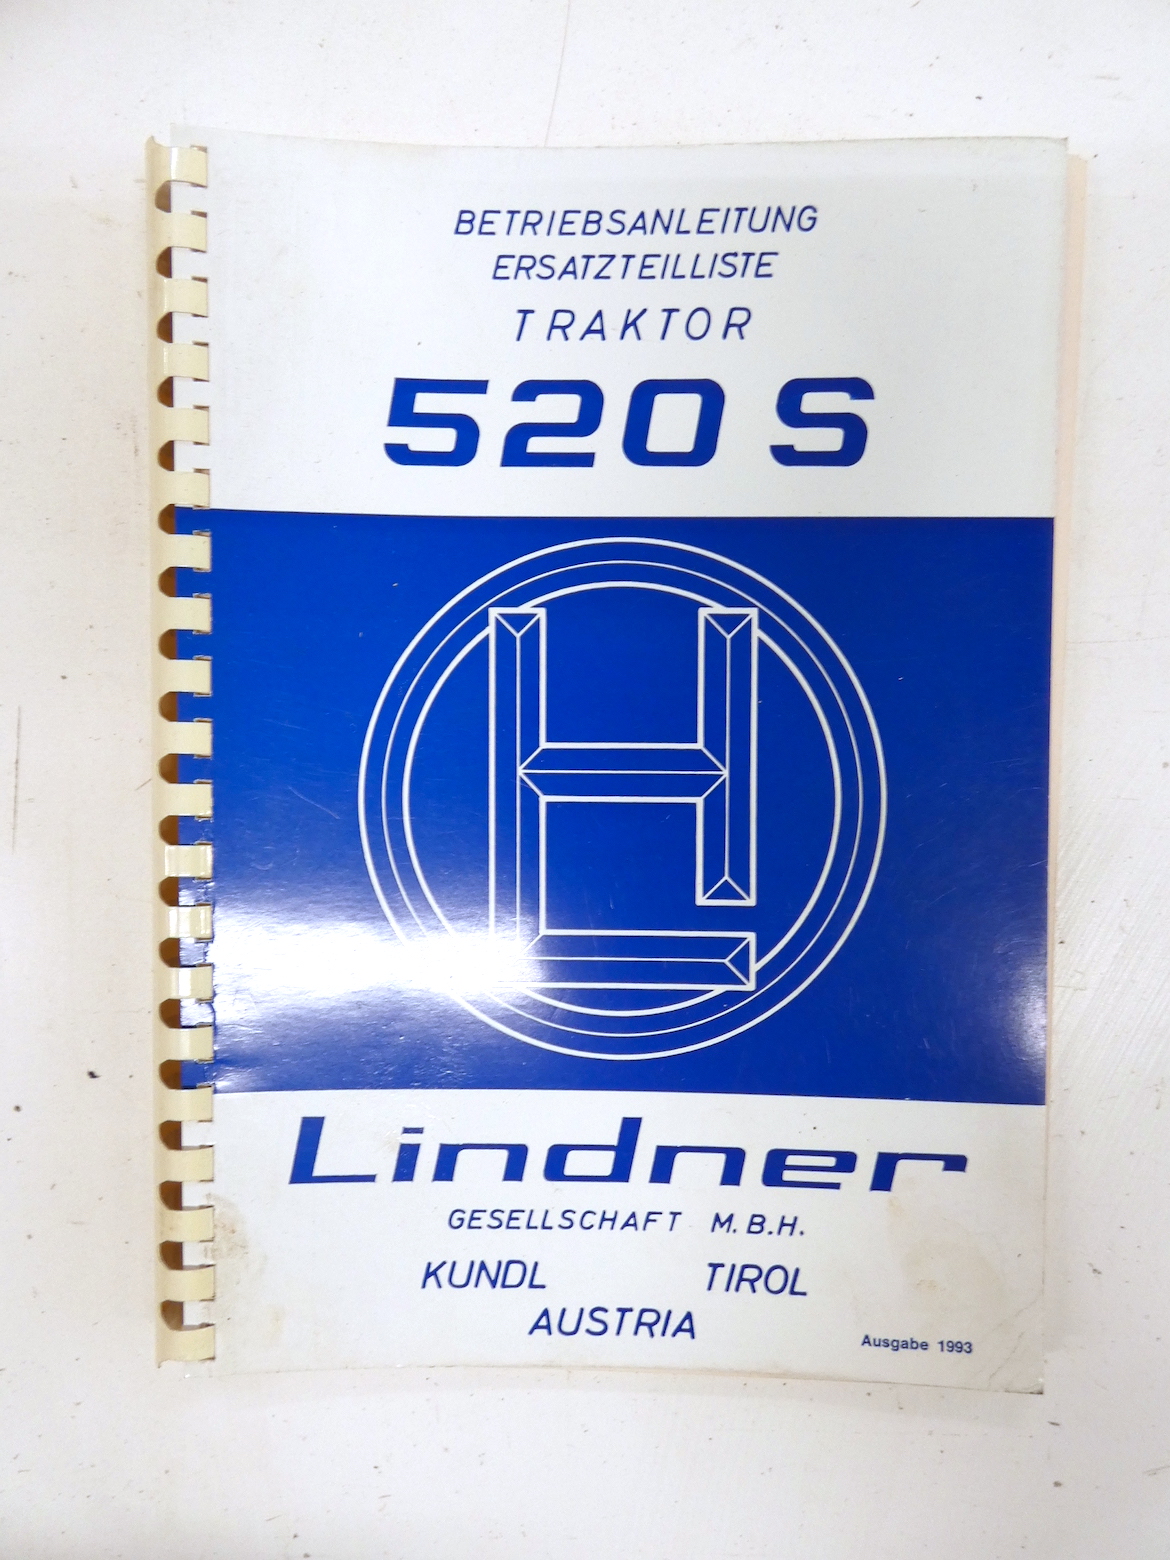 BETRIEBSANLEITUNG
ERSATZTEILLISTE
TRAKTOR
520 S
Lindner
GESELLSCHAFT M.B.H.
KUNDL TIROL
AUSTRIA
Ausgabe 1993